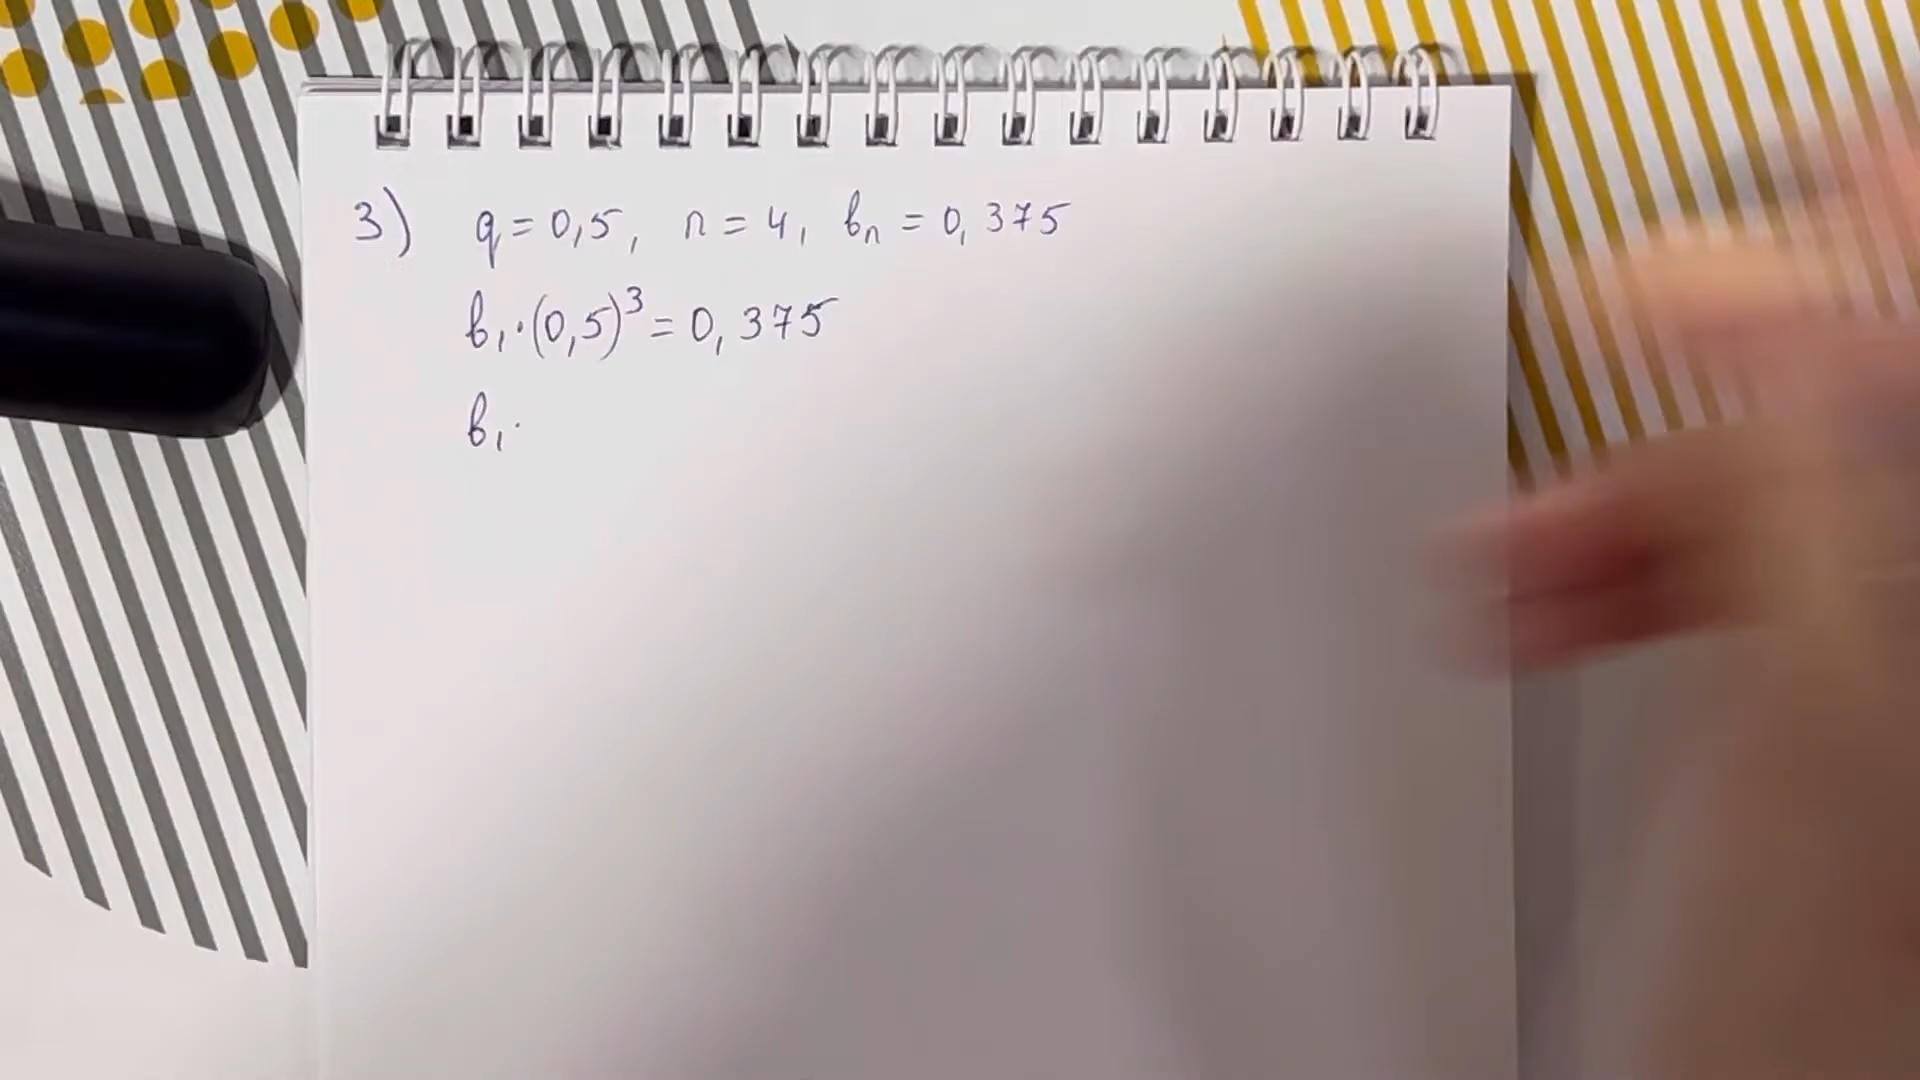 3) q = 0,5, n = 4, bₙ = 0,375
b₁·(0,5)³ = 0,375
b₁·